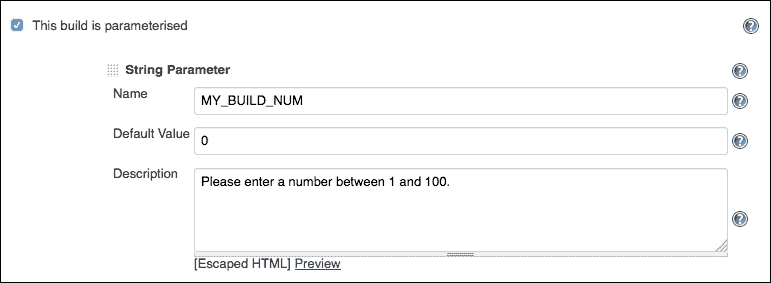 This build is parameterised
String Parameter
Name
MY_BUILD_NUM
Default Value
0
Description
Please enter a number between 1 and 100.
[Escaped HTML] Preview